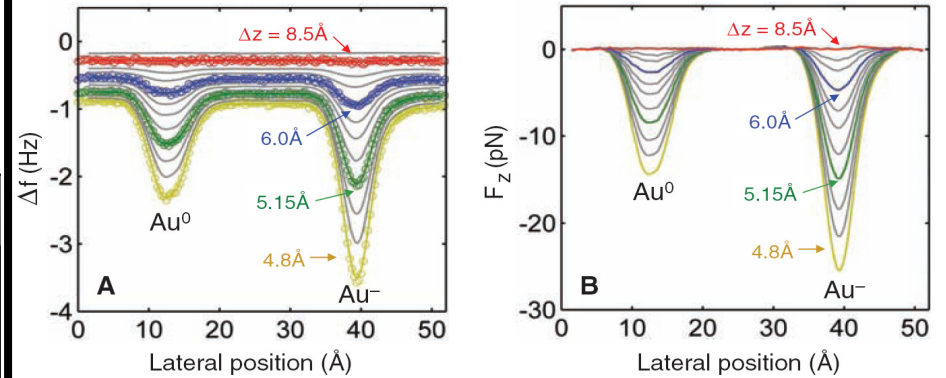 Δz = 8.5Å
6.0Å
5.15Å
4.8Å
Au⁰
Au⁻
A
0
-1
-2
-3
-4
Δf (Hz)
0 10 20 30 40 50
Lateral position (Å)
Δz = 8.5Å
6.0Å
5.15Å
4.8Å
Au⁰
Au⁻
B
0
-10
-20
-30
F_z (pN)
0 10 20 30 40 50
Lateral position (Å)